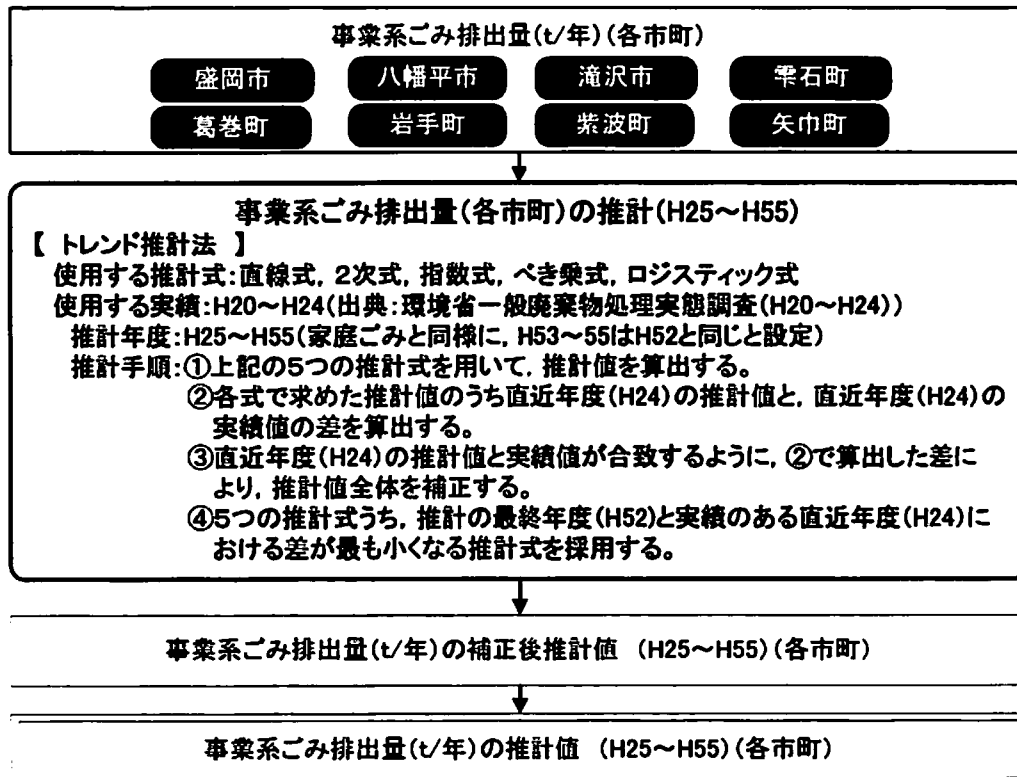 事業系ごみ排出量(t/年)(各市町)
盛岡市 八幡平市 滝沢市 雫石町
葛巻町 岩手町 紫波町 矢巾町
事業系ごみ排出量(各市町)の推計(H25～H55)
【 トレンド推計法 】
使用する推計式:直線式, 2次式, 指数式, べき乗式, ロジスティック式
使用する実績:H20～H24(出典:環境省一般廃棄物処理実態調査(H20～H24))
推計年度:H25～H55(家庭ごみと同様に, H53～55はH52と同じと設定)
推計手順:①上記の5つの推計式を用いて, 推計値を算出する。
②各式で求めた推計値のうち直近年度(H24)の推計値と, 直近年度(H24)の
実績値の差を算出する。
③直近年度(H24)の推計値と実績値が合致するように, ②で算出した差に
より, 推計値全体を補正する。
④5つの推計式うち, 推計の最終年度(H52)と実績のある直近年度(H24)に
おける差が最も小くなる推計式を採用する。
事業系ごみ排出量(t/年)の補正後推計値 (H25～H55)(各市町)
事業系ごみ排出量(t/年)の推計値 (H25～H55)(各市町)